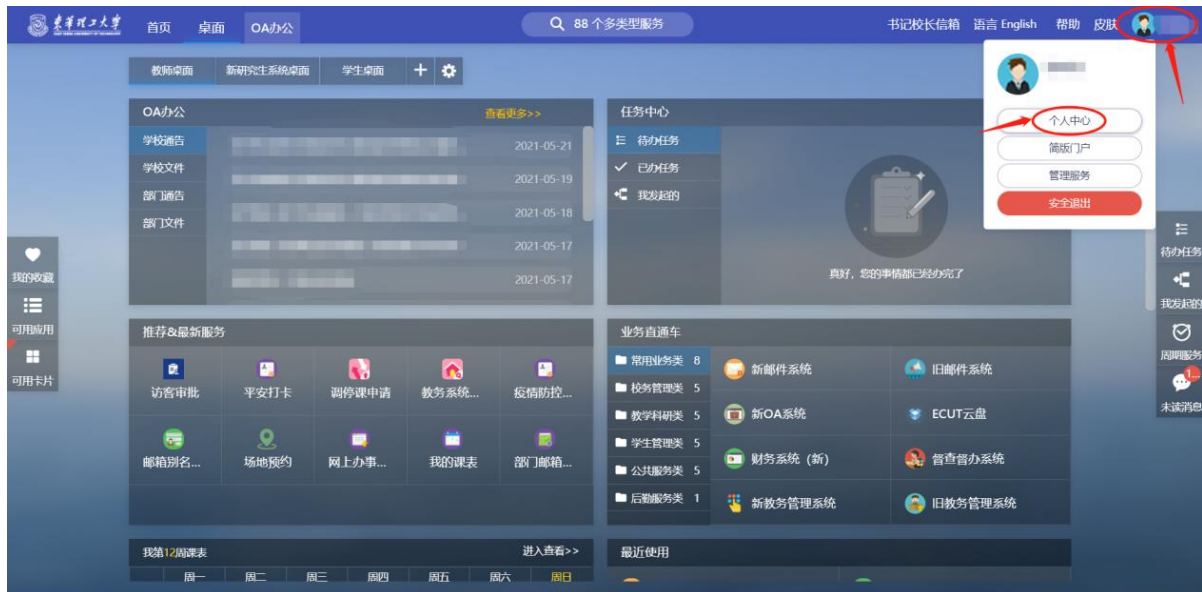 东华理工大学 首页 桌面 OA办公 88 个多类型服务 书记校长信箱 语言 English 帮助 皮肤
教师桌面 新研究生系统桌面 学生桌面
个人中心
简版门户
管理服务
安全退出
OA办公 查看更多>>
学校通告 2021-05-21
学校文件 2021-05-19
部门通告 2021-05-18
部门文件 2021-05-17
2021-05-17
任务中心
待办任务
已办任务
我发起的
真好，您的事情都已经办完了
我的收藏
可用应用
可用卡片
待办任务
我发起的
周期服务
1...
未读消息
推荐&最新服务
访客审批 平安打卡 调停课申请 教务系统... 疫情防控...
邮箱别名... 场地预约 网上办事... 我的课表 部门邮箱...
业务直通车
常用业务类 8
校务管理类 5
教学科研类 5
学生管理类 5
公共服务类 5
后勤服务类 1
新邮件系统 旧邮件系统
新OA系统 ECUT云盘
财务系统（新） 督查督办系统
新教务管理系统 旧教务管理系统
我第12周课表 进入查看>>
周一 周二 周三 周四 周五 周六 周日
最近使用